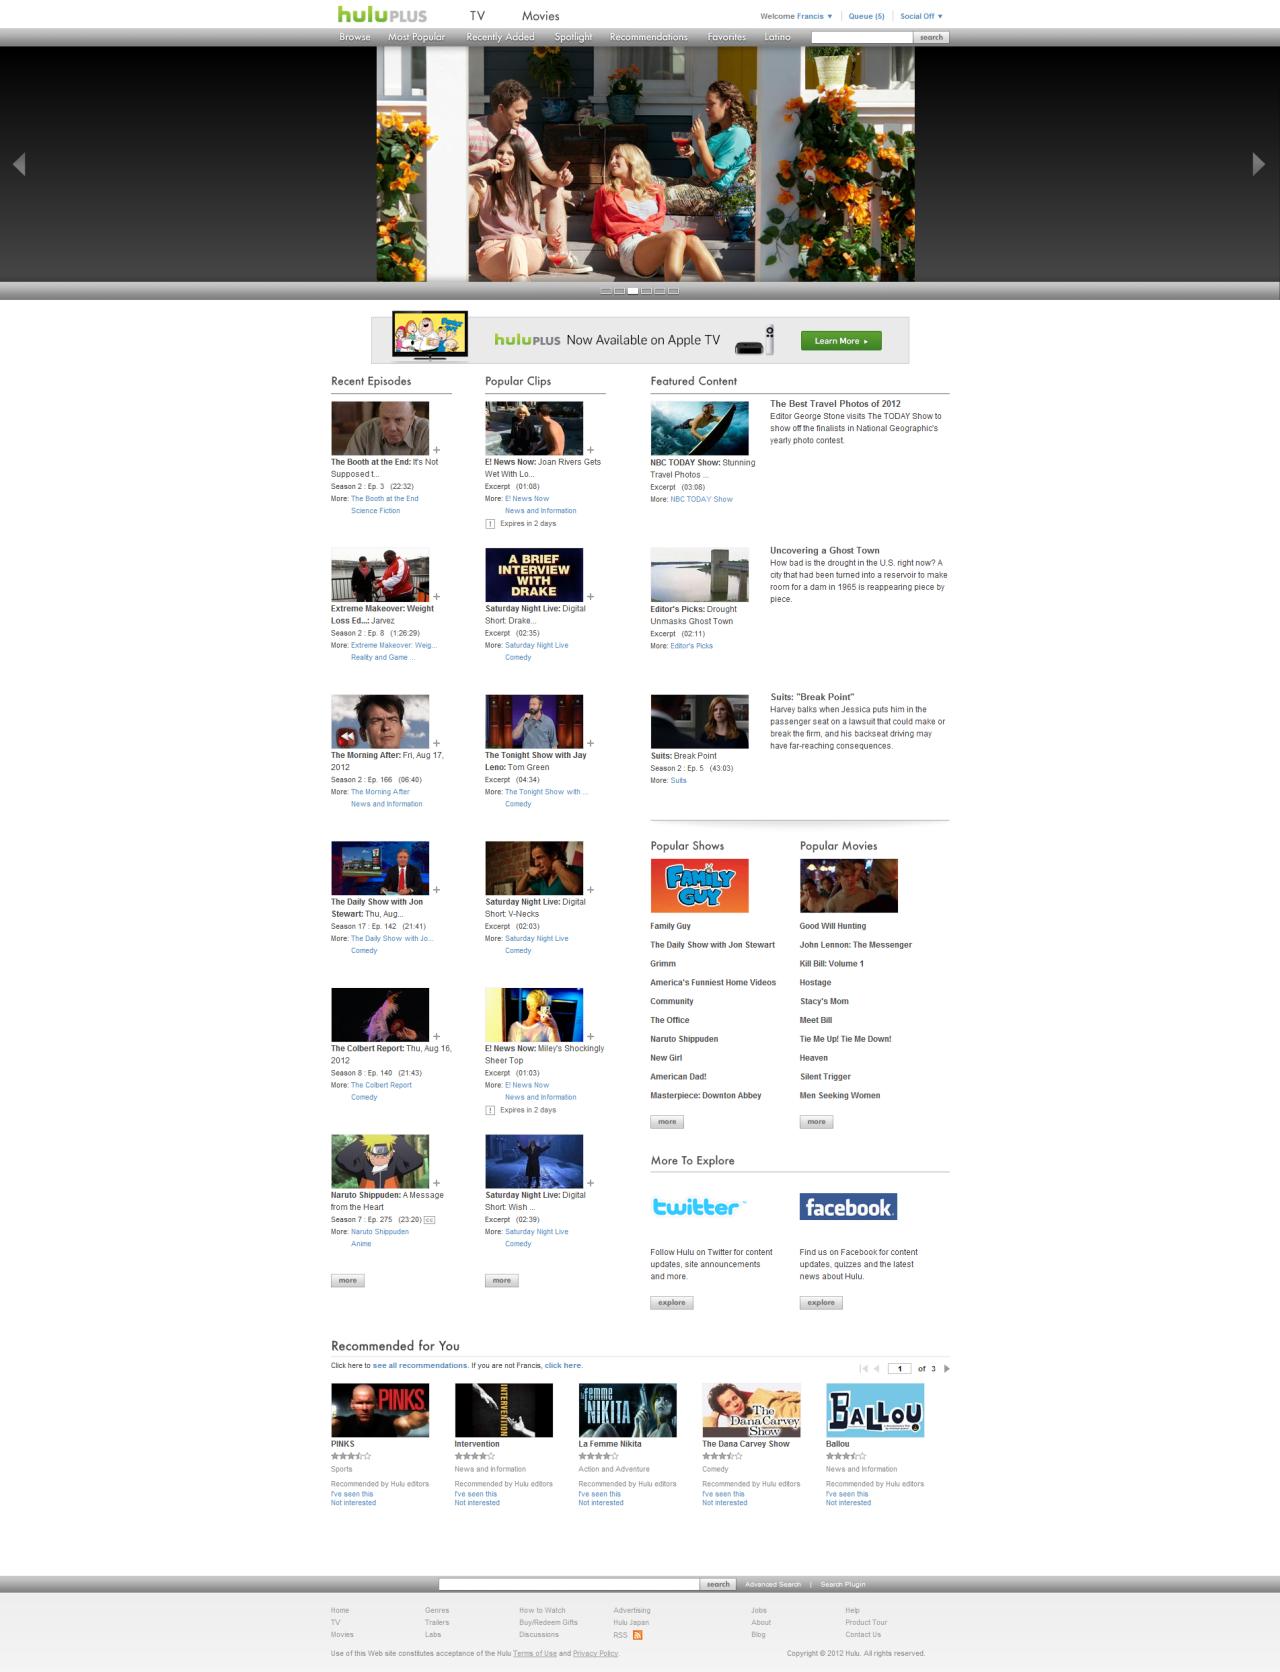 huluPLUS
TV
Movies
Welcome Francis ▼
Queue (5)
Social Off ▼
Browse
Most Popular
Recently Added
Spotlight
Recommendations
Favorites
Latino
search
huluPLUS Now Available on Apple TV
Learn More ▸
Recent Episodes
The Booth at the End: It's Not
Supposed t...
Season 2 : Ep. 3 (22:32)
More: The Booth at the End
Science Fiction
Extreme Makeover: Weight
Loss Ed...: Jarvez
Season 2 : Ep. 8 (1:26:29)
More: Extreme Makeover: Weig...
Reality and Game ...
The Morning After: Fri, Aug 17,
2012
Season 2 : Ep. 166 (06:40)
More: The Morning After
News and Information
The Daily Show with Jon
Stewart: Thu, Aug...
Season 17 : Ep. 142 (21:41)
More: The Daily Show with Jo...
Comedy
The Colbert Report: Thu, Aug 16,
2012
Season 8 : Ep. 140 (21:43)
More: The Colbert Report
Comedy
Naruto Shippuden: A Message
from the Heart
Season 7 : Ep. 275 (23:20) CC
More: Naruto Shippuden
Anime
more
Popular Clips
E! News Now: Joan Rivers Gets
Wet With Lo...
Excerpt (01:08)
More: E! News Now
News and Information
! Expires in 2 days
A BRIEF
INTERVIEW
WITH
DRAKE
Saturday Night Live: Digital
Short: Drake...
Excerpt (02:35)
More: Saturday Night Live
Comedy
The Tonight Show with Jay
Leno: Tom Green
Excerpt (04:34)
More: The Tonight Show with ...
Comedy
Saturday Night Live: Digital
Short: V-Necks
Excerpt (02:03)
More: Saturday Night Live
Comedy
E! News Now: Miley's Shockingly
Sheer Top
Excerpt (01:03)
More: E! News Now
News and Information
! Expires in 2 days
Saturday Night Live: Digital
Short: Wish ...
Excerpt (02:39)
More: Saturday Night Live
Comedy
more
Featured Content
NBC TODAY Show: Stunning
Travel Photos ...
Excerpt (03:08)
More: NBC TODAY Show
The Best Travel Photos of 2012
Editor George Stone visits The TODAY Show to
show off the finalists in National Geographic's
yearly photo contest.
Editor's Picks: Drought
Unmasks Ghost Town
Excerpt (02:11)
More: Editor's Picks
Uncovering a Ghost Town
How bad is the drought in the U.S. right now? A
city that had been turned into a reservoir to make
room for a dam in 1965 is reappearing piece by
piece.
Suits: Break Point
Season 2 : Ep. 5 (43:03)
More: Suits
Suits: "Break Point"
Harvey balks when Jessica puts him in the
passenger seat on a lawsuit that could make or
break the firm, and his backseat driving may
have far-reaching consequences.
Popular Shows
FAMILY
GUY
Family Guy
The Daily Show with Jon Stewart
Grimm
America's Funniest Home Videos
Community
The Office
Naruto Shippuden
New Girl
American Dad!
Masterpiece: Downton Abbey
more
Popular Movies
Good Will Hunting
John Lennon: The Messenger
Kill Bill: Volume 1
Hostage
Stacy's Mom
Meet Bill
Tie Me Up! Tie Me Down!
Heaven
Silent Trigger
Men Seeking Women
more
More To Explore
twitter
Follow Hulu on Twitter for content
updates, site announcements
and more.
explore
facebook
Find us on Facebook for content
updates, quizzes and the latest
news about Hulu.
explore
Recommended for You
Click here to see all recommendations. If you are not Francis, click here.
1 of 3
PINKS
PINKS
Sports
Recommended by Hulu editors
I've seen this
Not interested
INTERVENTION
Intervention
News and Information
Recommended by Hulu editors
I've seen this
Not interested
la femme
NIKITA
La Femme Nikita
Action and Adventure
Recommended by Hulu editors
I've seen this
Not interested
The
Dana Carvey
Show
The Dana Carvey Show
Comedy
Recommended by Hulu editors
I've seen this
Not interested
BALLOU
Ballou
News and Information
Recommended by Hulu editors
I've seen this
Not interested
search
Advanced Search | Search Plugin
Home
TV
Movies
Genres
Trailers
Labs
How to Watch
Buy/Redeem Gifts
Discussions
Advertising
Hulu Japan
RSS
Jobs
About
Blog
Help
Product Tour
Contact Us
Use of this Web site constitutes acceptance of the Hulu Terms of Use and Privacy Policy.
Copyright © 2012 Hulu. All rights reserved.